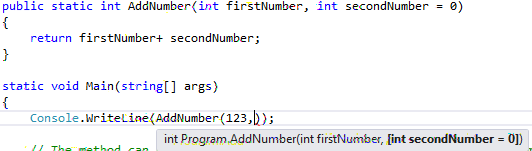 public static int AddNumber(int firstNumber, int secondNumber = 0)
{
return firstNumber+ secondNumber;
}
static void Main(string[] args)
{
Console.WriteLine(AddNumber(123,));
int Program.AddNumber(int firstNumber, [int secondNumber = 0])
// The method can